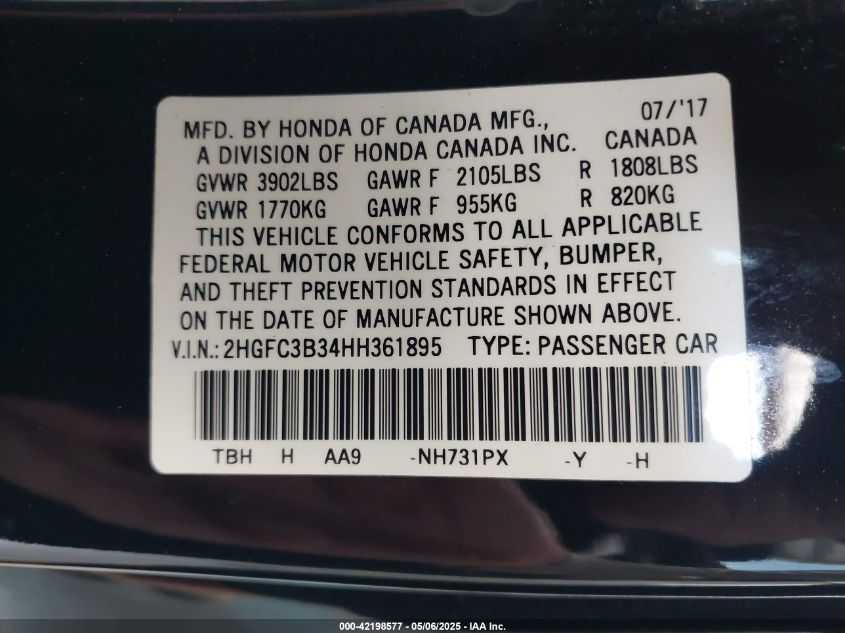 07/'17
MFD. BY HONDA OF CANADA MFG.,
A DIVISION OF HONDA CANADA INC. CANADA
GVWR 3902LBS GAWR F 2105LBS R 1808LBS
GVWR 1770KG GAWR F 955KG R 820KG
THIS VEHICLE CONFORMS TO ALL APPLICABLE
FEDERAL MOTOR VEHICLE SAFETY, BUMPER,
AND THEFT PREVENTION STANDARDS IN EFFECT
ON THE DATE OF MANUFACTURE SHOWN ABOVE.
V.I.N.: 2HGFC3B34HH361895 TYPE: PASSENGER CAR
TBH H AA9 -NH731PX -Y -H
000-42198577 - 05/06/2025 - IAA Inc.